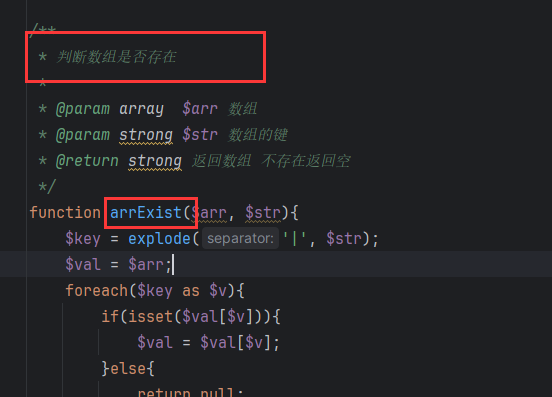 /**
* 判断数组是否存在
*
* @param array $arr 数组
* @param strong $str 数组的键
* @return strong 返回数组 不存在返回空
*/
function arrExist($arr, $str){
$key = explode( separator: '|', $str);
$val = $arr;
foreach($key as $v){
if(isset($val[$v])){
$val = $val[$v];
}else{
return null;